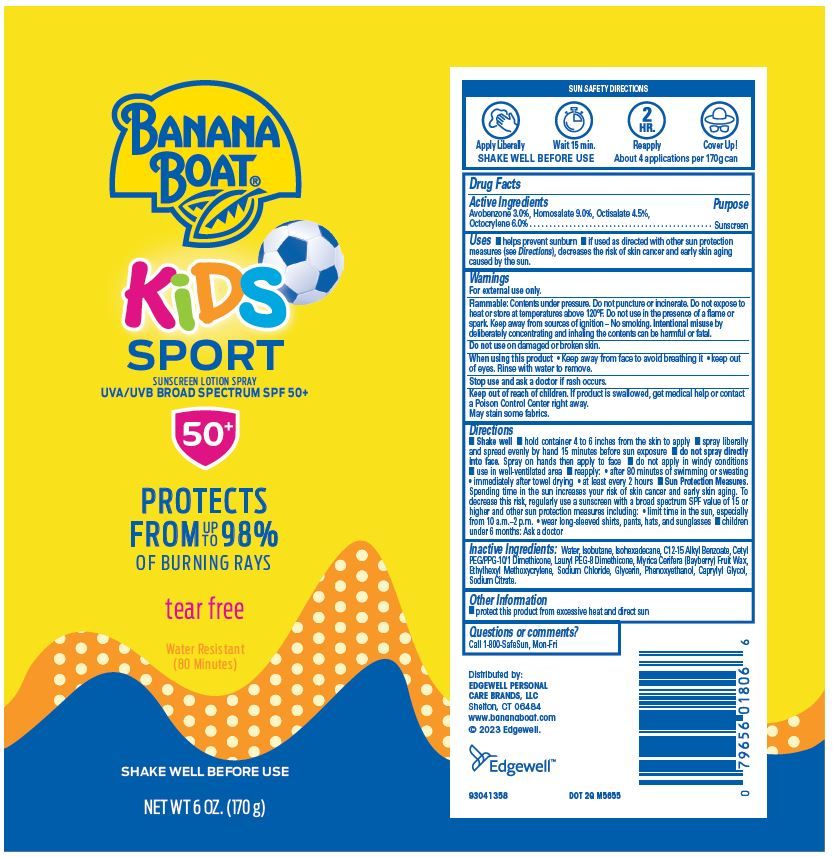 BANANA
BOAT®
KiDS
SPORT
SUNSCREEN LOTION SPRAY
UVA/UVB BROAD SPECTRUM SPF 50+
50+
PROTECTS
FROM UP TO 98%
OF BURNING RAYS
tear free
Water Resistant
(80 Minutes)
SHAKE WELL BEFORE USE
NET WT 6 OZ. (170 g)
SUN SAFETY DIRECTIONS
2
HR.
Apply Liberally Wait 15 min. Reapply Cover Up!
SHAKE WELL BEFORE USE About 4 applications per 170g can
Drug Facts
Active Ingredients Purpose
Avobenzone 3.0%, Homosalate 9.0%, Octisalate 4.5%,
Octocrylene 6.0% . . . . . . . . . . . . . . . . . . . . . . . . . . . . . . . . . . . . . . . . Sunscreen
Uses ■ helps prevent sunburn ■ if used as directed with other sun protection
measures (see Directions), decreases the risk of skin cancer and early skin aging
caused by the sun.
Warnings
For external use only.
Flammable: Contents under pressure. Do not puncture or incinerate. Do not expose to
heat or store at temperatures above 120°F. Do not use in the presence of a flame or
spark. Keep away from sources of ignition – No smoking. Intentional misuse by
deliberately concentrating and inhaling the contents can be harmful or fatal.
Do not use on damaged or broken skin.
When using this product • Keep away from face to avoid breathing it • keep out
of eyes. Rinse with water to remove.
Stop use and ask a doctor if rash occurs.
Keep out of reach of children. If product is swallowed, get medical help or contact
a Poison Control Center right away.
May stain some fabrics.
Directions
■ Shake well ■ hold container 4 to 6 inches from the skin to apply ■ spray liberally
and spread evenly by hand 15 minutes before sun exposure ■ do not spray directly
into face. Spray on hands then apply to face ■ do not apply in windy conditions
■ use in well-ventilated area ■ reapply: • after 80 minutes of swimming or sweating
• immediately after towel drying • at least every 2 hours ■ Sun Protection Measures.
Spending time in the sun increases your risk of skin cancer and early skin aging. To
decrease this risk, regularly use a sunscreen with a broad spectrum SPF value of 15 or
higher and other sun protection measures including: • limit time in the sun, especially
from 10 a.m.–2 p.m. • wear long-sleeved shirts, pants, hats, and sunglasses ■ children
under 6 months: Ask a doctor
Inactive Ingredients: Water, Isobutane, Isohexadecane, C12-15 Alkyl Benzoate, Cetyl
PEG/PPG-10/1 Dimethicone, Lauryl PEG-8 Dimethicone, Myrica Cerifera (Bayberry) Fruit Wax,
Ethylhexyl Methoxycrylene, Sodium Chloride, Glycerin, Phenoxyethanol, Caprylyl Glycol,
Sodium Citrate.
Other Information
■ protect this product from excessive heat and direct sun
Questions or comments?
Call 1-800-SafeSun, Mon-Fri
Distributed by:
EDGEWELL PERSONAL
CARE BRANDS, LLC
Shelton, CT 06484
www.bananaboat.com
© 2023 Edgewell.
Edgewell™
93041358 DOT 2Q M5655
0 79656 01806 6